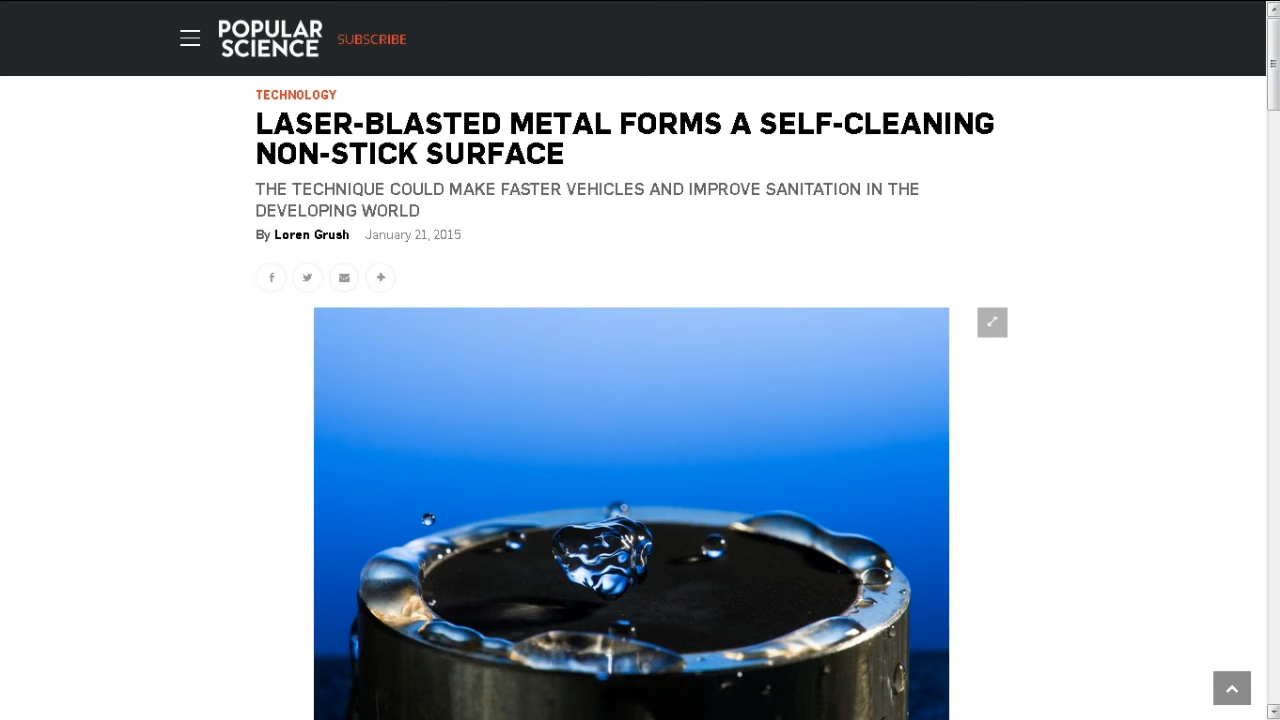 POPULAR
SCIENCE
SUBSCRIBE
TECHNOLOGY
LASER-BLASTED METAL FORMS A SELF-CLEANING
NON-STICK SURFACE
THE TECHNIQUE COULD MAKE FASTER VEHICLES AND IMPROVE SANITATION IN THE
DEVELOPING WORLD
By Loren Grush January 21, 2015